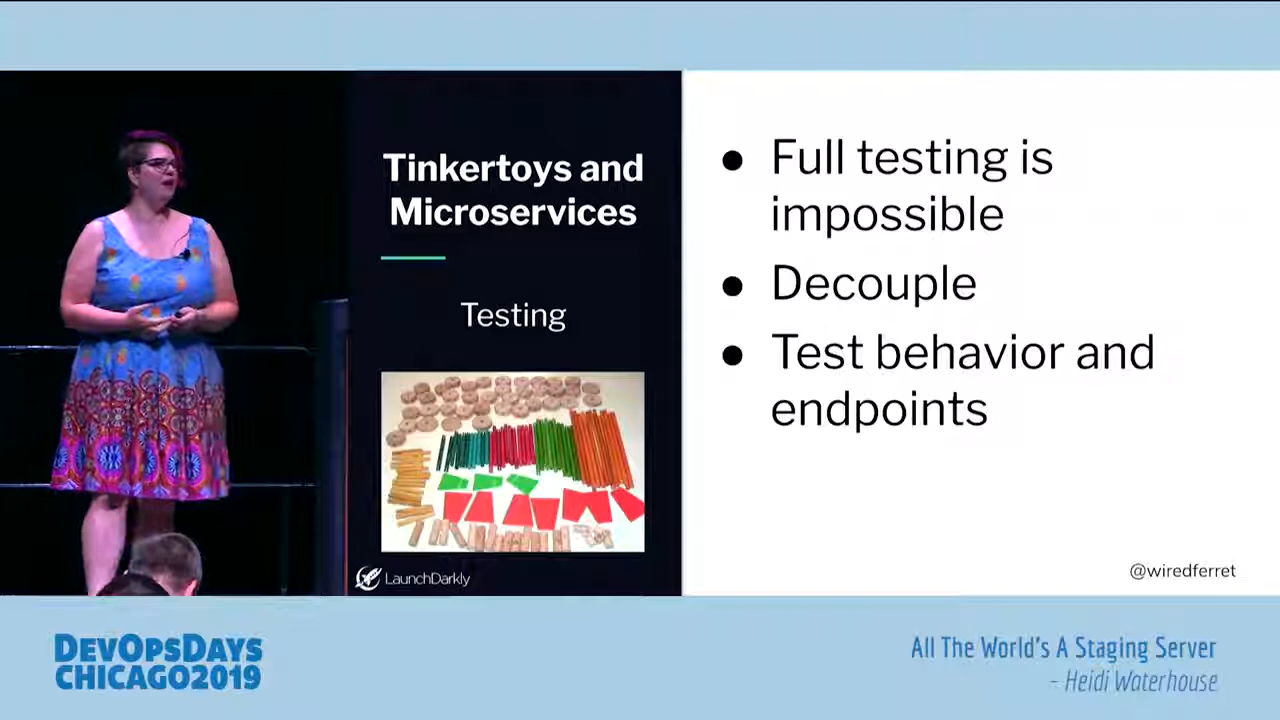 Tinkertoys and
Microservices
Testing
LaunchDarkly
● Full testing is
impossible
● Decouple
● Test behavior and
endpoints
@wiredferret
DEVOPSDAYS
CHICAGO2019
All The World's A Staging Server
- Heidi Waterhouse